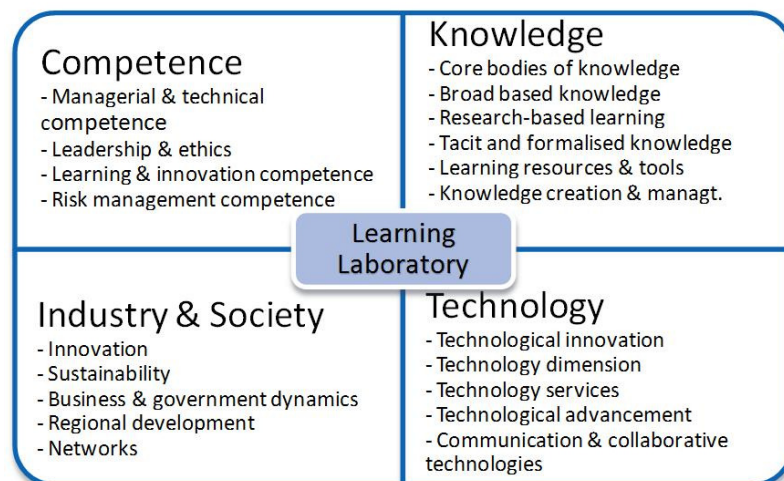 Competence
- Managerial & technical
competence
- Leadership & ethics
- Learning & innovation competence
- Risk management competence
Knowledge
- Core bodies of knowledge
- Broad based knowledge
- Research-based learning
- Tacit and formalised knowledge
- Learning resources & tools
- Knowledge creation & managt.
Learning
Laboratory
Industry & Society
- Innovation
- Sustainability
- Business & government dynamics
- Regional development
- Networks
Technology
- Technological innovation
- Technology dimension
- Technology services
- Technological advancement
- Communication & collaborative
technologies